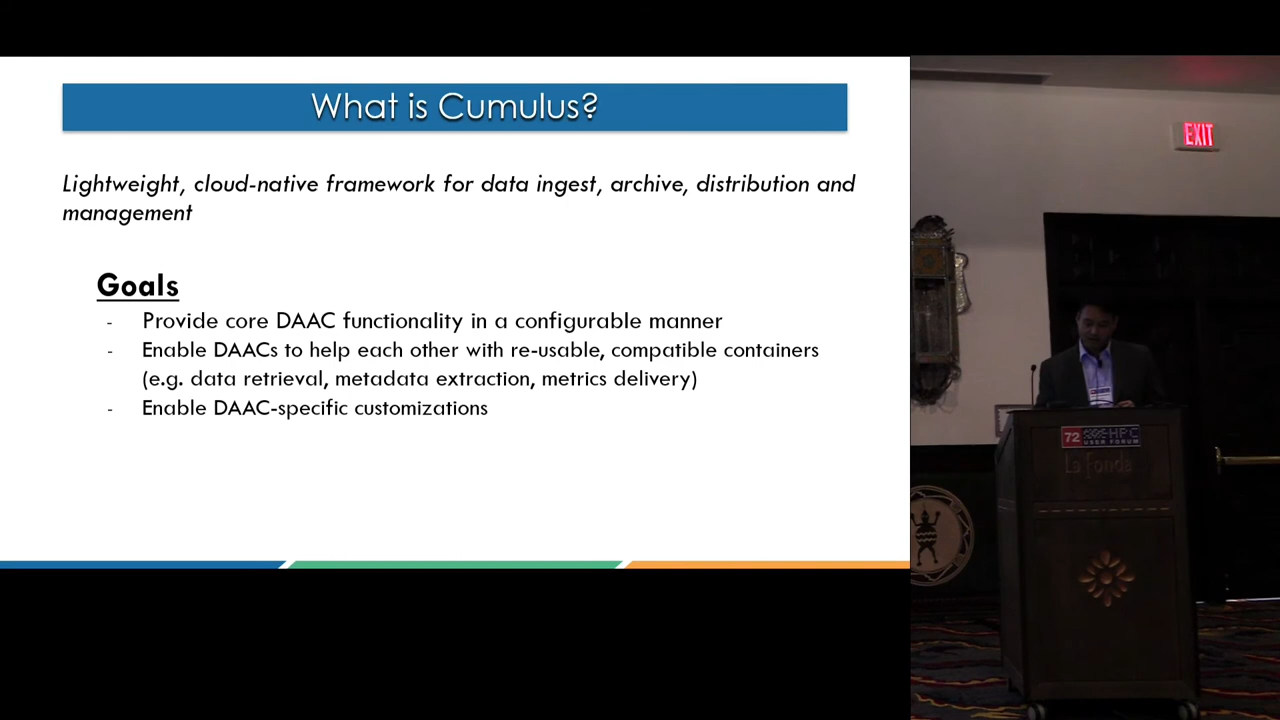 What is Cumulus?
Lightweight, cloud-native framework for data ingest, archive, distribution and
management
Goals
- Provide core DAAC functionality in a configurable manner
- Enable DAACs to help each other with re-usable, compatible containers
(e.g. data retrieval, metadata extraction, metrics delivery)
- Enable DAAC-specific customizations
EXIT
72 HPC
USER FORUM
La Fonda